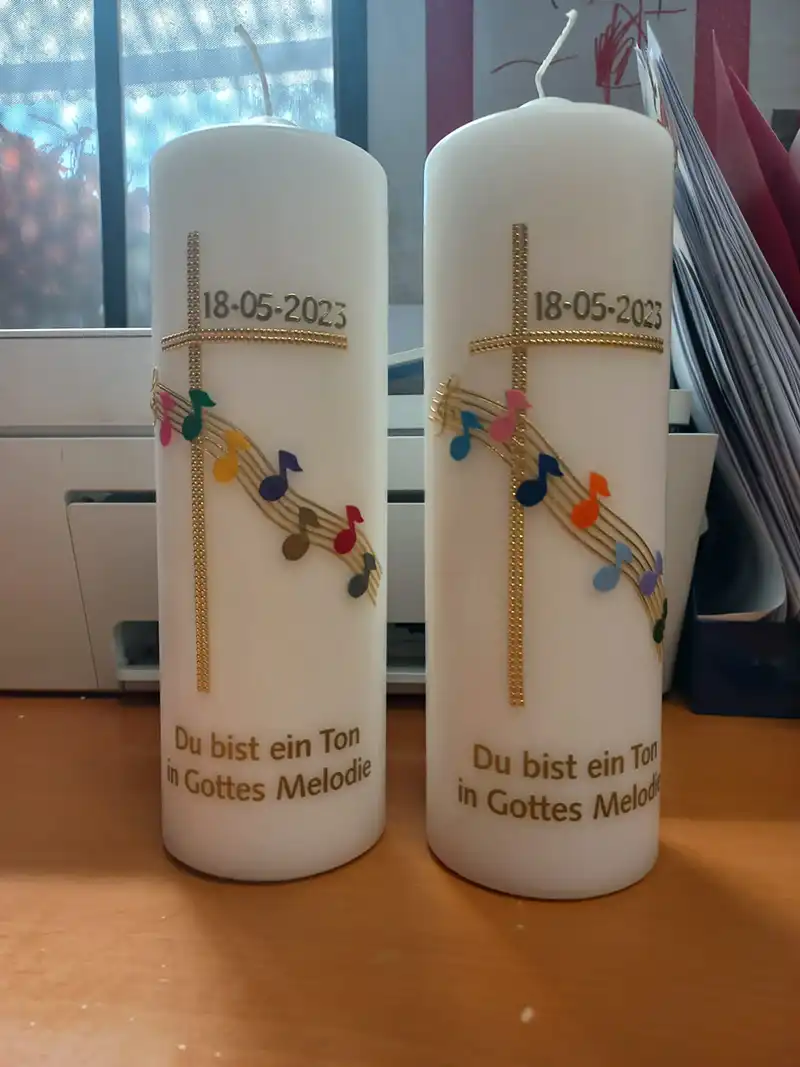 18-05-2023
Du bist ein Ton
in Gottes Melodie
18-05-2023
Du bist ein Ton
in Gottes Melodie